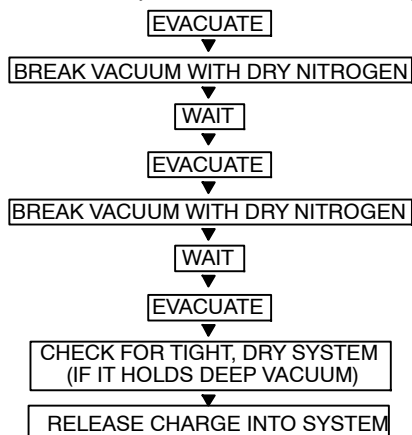 EVACUATE
BREAK VACUUM WITH DRY NITROGEN
WAIT
EVACUATE
BREAK VACUUM WITH DRY NITROGEN
WAIT
EVACUATE
CHECK FOR TIGHT, DRY SYSTEM
(IF IT HOLDS DEEP VACUUM)
RELEASE CHARGE INTO SYSTEM